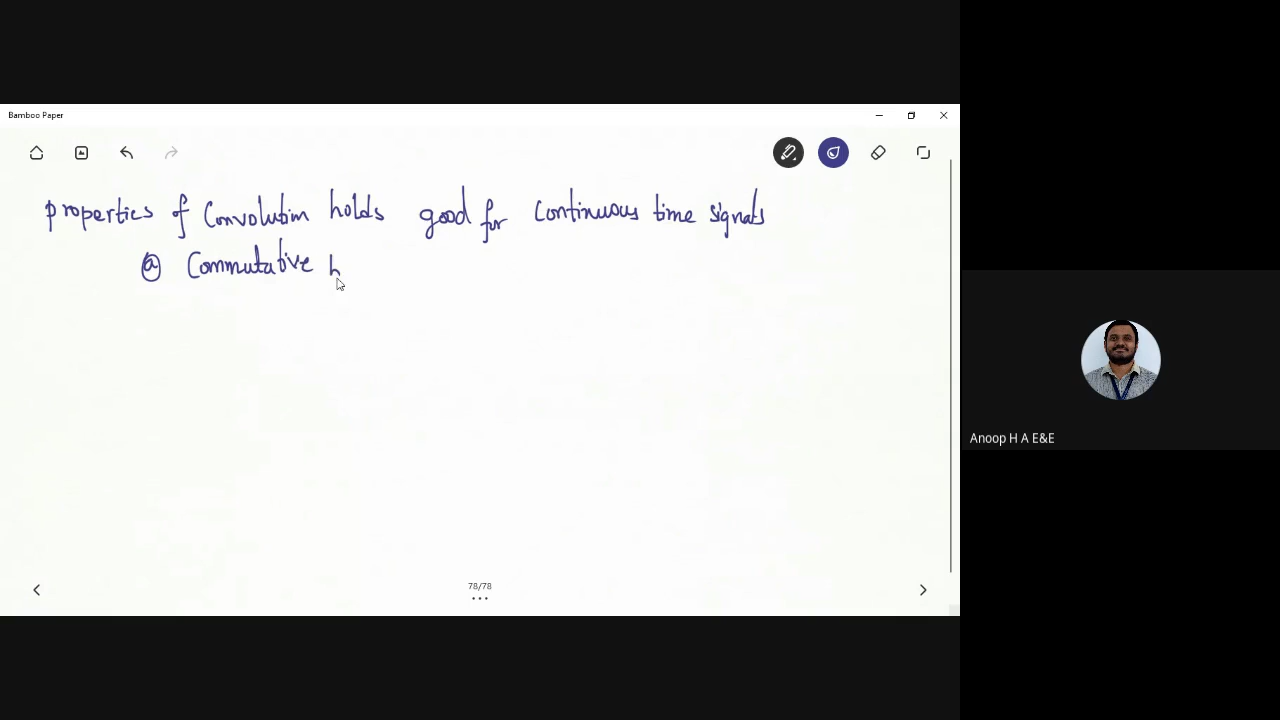 Bamboo Paper
properties of Convolution holds good for Continuous time signals
ⓐ Commutative
78/78
Anoop H A E&E